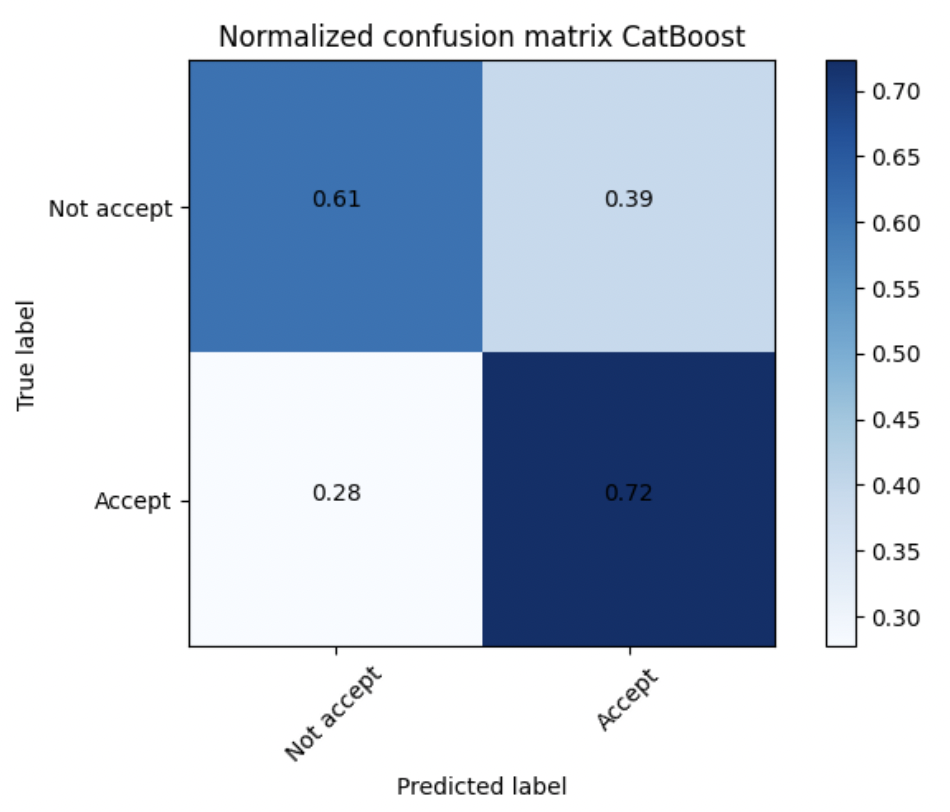 Normalized confusion matrix CatBoost
True label
Not accept
0.61
0.39
Accept
0.28
0.72
Not accept
Accept
Predicted label
0.70
0.65
0.60
0.55
0.50
0.45
0.40
0.35
0.30